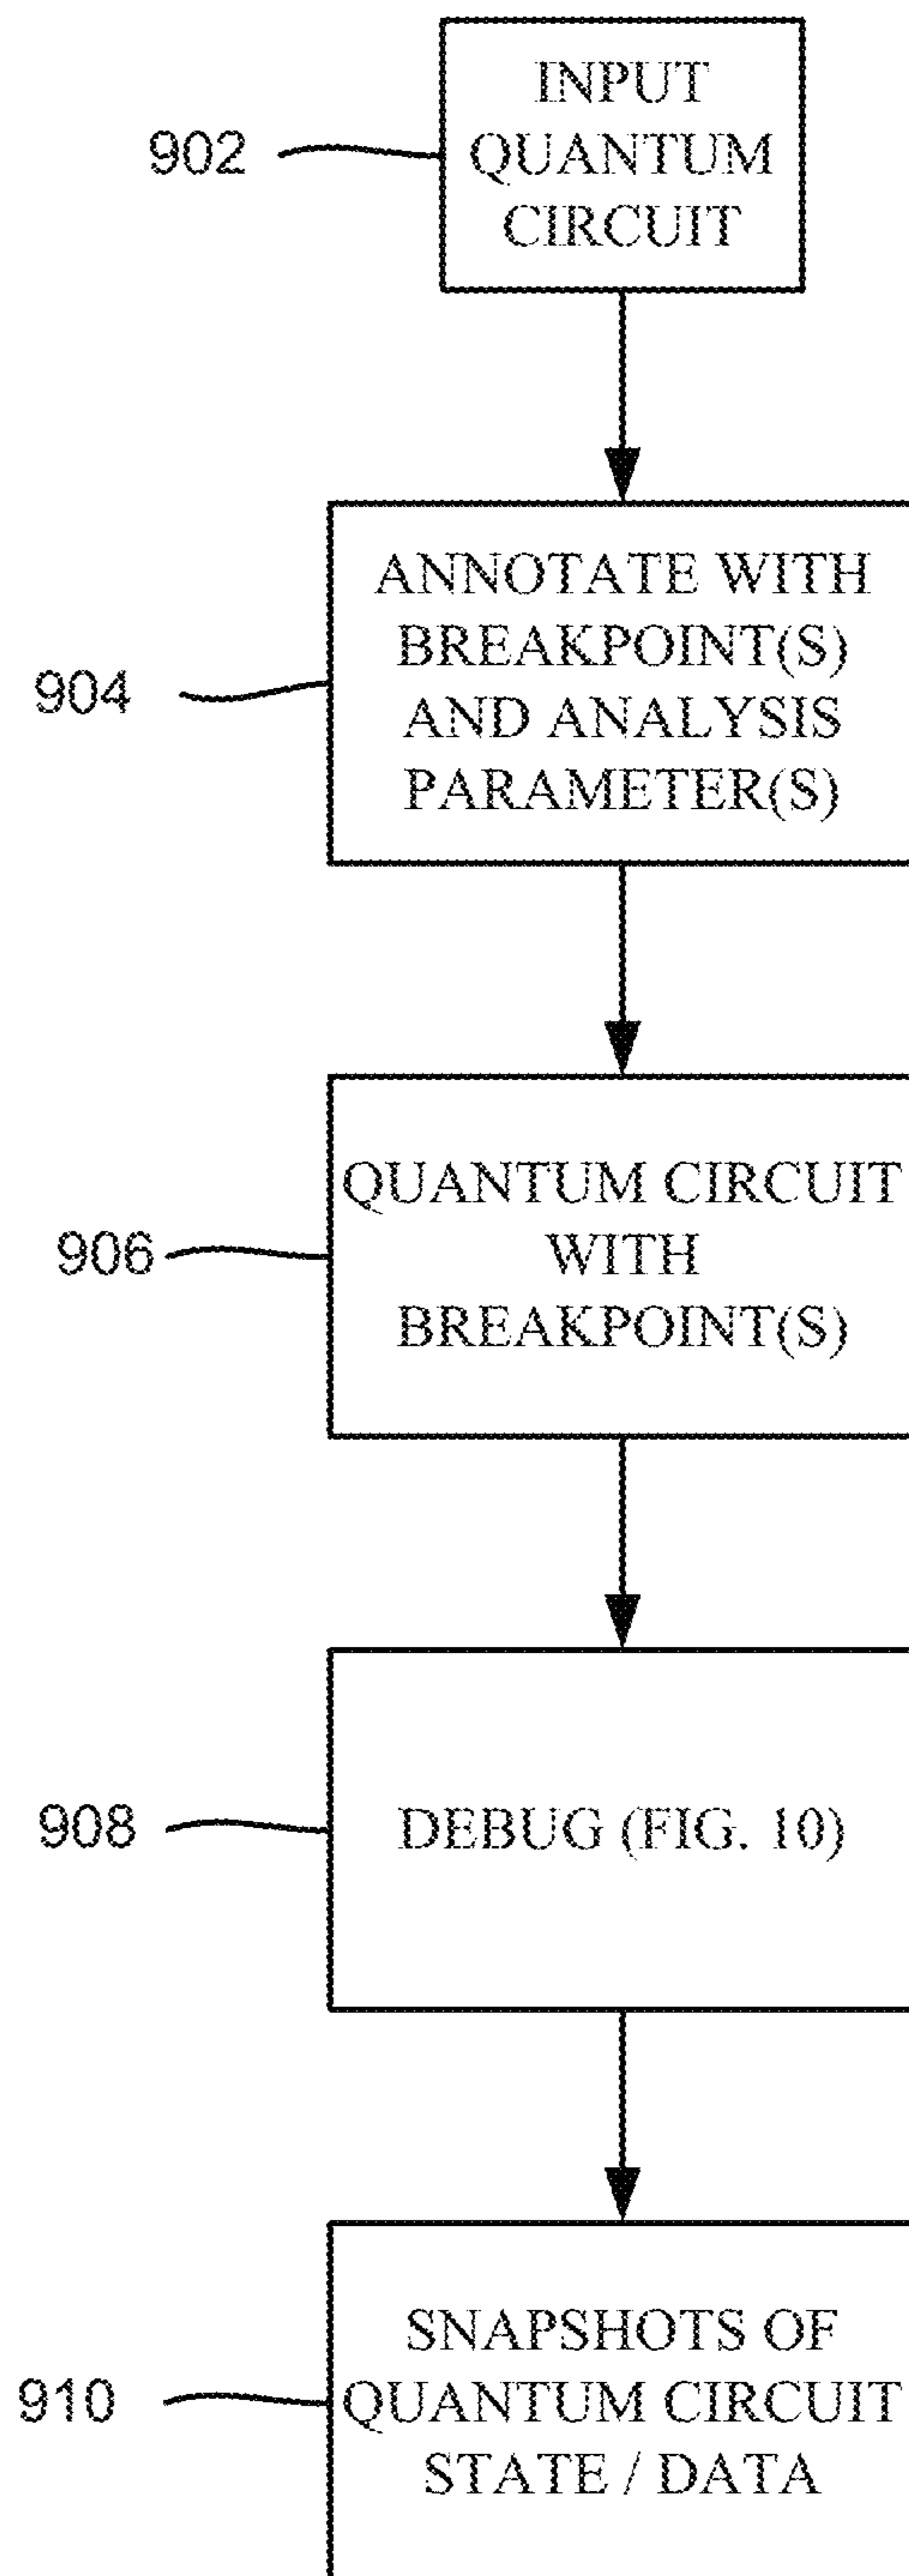 902
INPUT
QUANTUM
CIRCUIT
904
ANNOTATE WITH
BREAKPOINT(S)
AND ANALYSIS
PARAMETER(S)
906
QUANTUM CIRCUIT
WITH
BREAKPOINT(S)
908
DEBUG (FIG. 10)
910
SNAPSHOTS OF
QUANTUM CIRCUIT
STATE / DATA